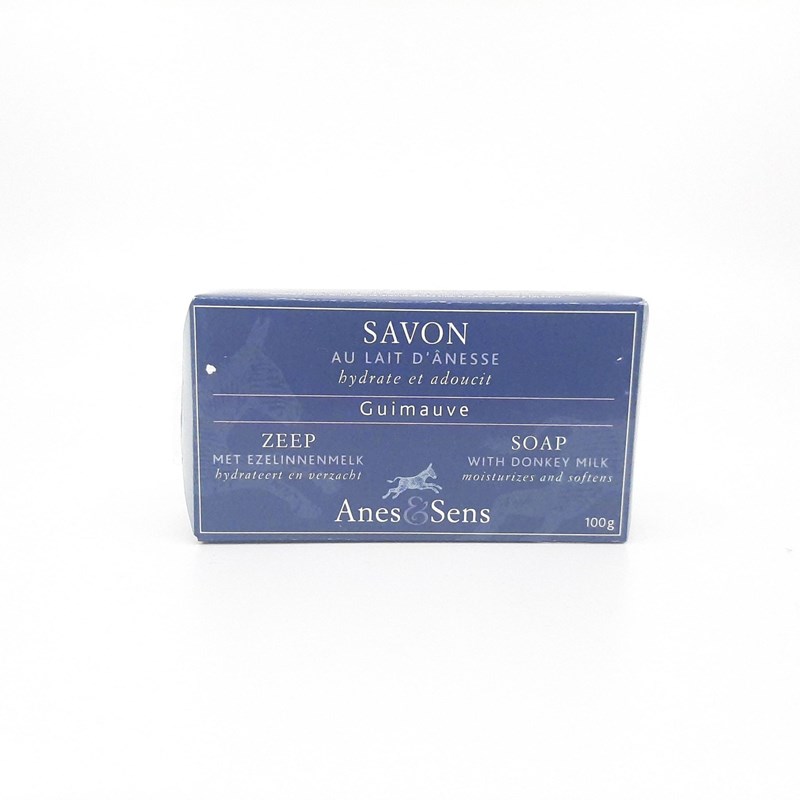 SAVON
AU LAIT D'ÂNESSE
hydrate et adoucit
Guimauve
ZEEP
MET EZELINNENMELK
hydrateert en verzacht
SOAP
WITH DONKEY MILK
moisturizes and softens
Anes&Sens
100g